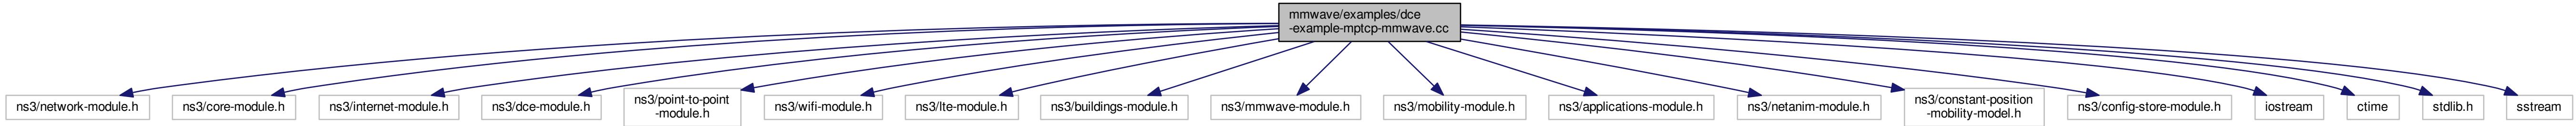 mmwave/examples/dce
-example-mptcp-mmwave.cc
ns3/network-module.h
ns3/core-module.h
ns3/internet-module.h
ns3/dce-module.h
ns3/point-to-point
-module.h
ns3/wifi-module.h
ns3/lte-module.h
ns3/buildings-module.h
ns3/mmwave-module.h
ns3/mobility-module.h
ns3/applications-module.h
ns3/netanim-module.h
ns3/constant-position
-mobility-model.h
ns3/config-store-module.h
iostream
ctime
stdlib.h
sstream